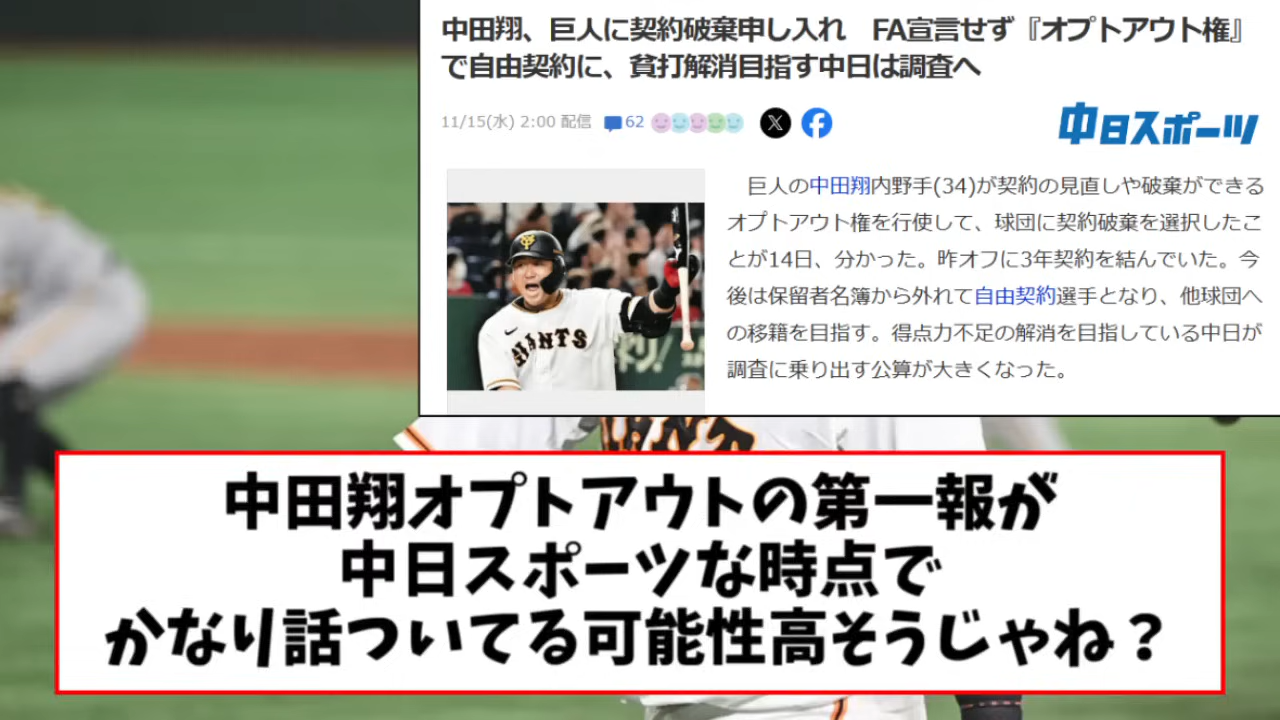 中田翔、巨人に契約破棄申し入れ　FA宣言せず『オプトアウト権』
で自由契約に、貧打解消目指す中日は調査へ
11/15(水) 2:00 配信 62
中日スポーツ
巨人の中田翔内野手(34)が契約の見直しや破棄ができる
オプトアウト権を行使して、球団に契約破棄を選択したこ
とが14日、分かった。昨オフに3年契約を結んでいた。今
後は保留者名簿から外れて自由契約選手となり、他球団へ
の移籍を目指す。得点力不足の解消を目指している中日が
調査に乗り出す公算が大きくなった。
GIANTS
中田翔オプトアウトの第一報が
中日スポーツな時点で
かなり話ついてる可能性高そうじゃね？